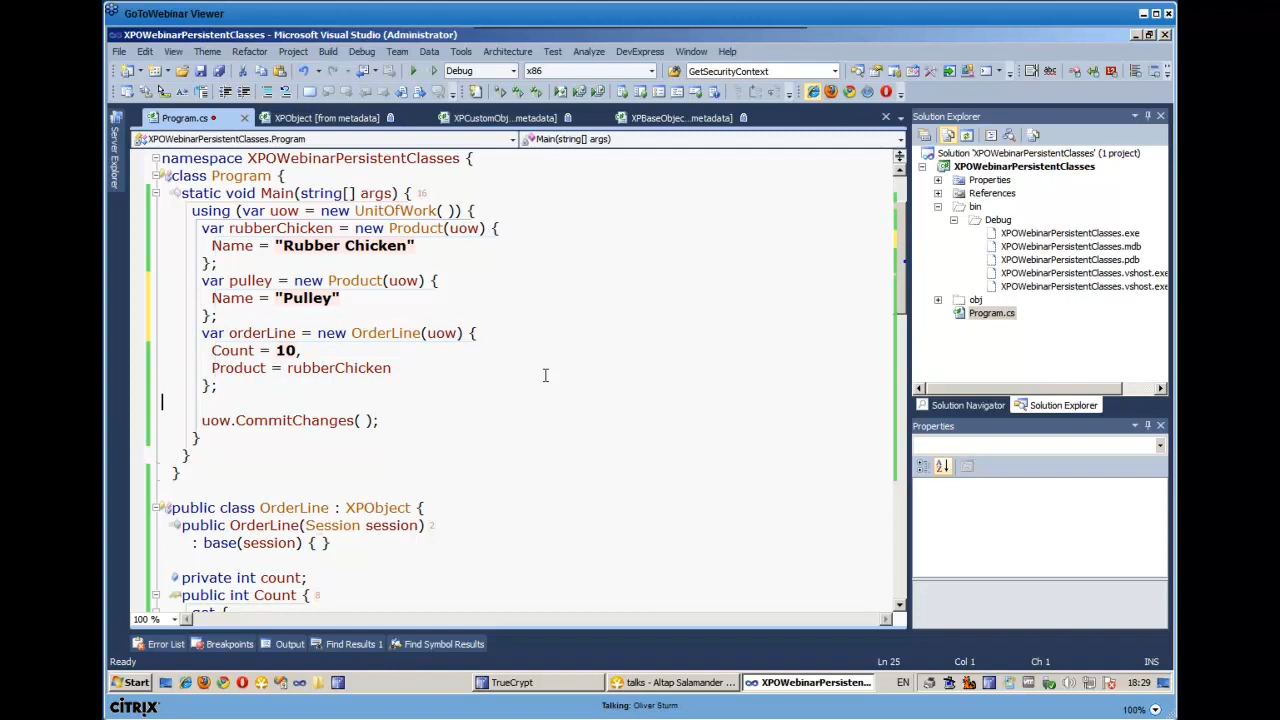 GoToWebinar Viewer
XPOWebinarPersistentClasses - Microsoft Visual Studio (Administrator)
File Edit View Theme Refactor Project Build Debug Team Data Tools Architecture Test Analyze DevExpress Window Help
Debug x86 GetSecurityContext
Program.cs XPObject [from metadata] XPCustomObj...metadata] XPBaseObjec...metadata]
XPOWebinarPersistentClasses.Program Main(string[] args)
Server Explorer
namespace XPOWebinarPersistentClasses {
class Program {
static void Main(string[] args) { 16
using (var uow = new UnitOfWork( )) {
var rubberChicken = new Product(uow) {
Name = "Rubber Chicken"
};
var pulley = new Product(uow) {
Name = "Pulley"
};
var orderLine = new OrderLine(uow) {
Count = 10,
Product = rubberChicken
};
uow.CommitChanges( );
}
}
}
public class OrderLine : XPObject {
public OrderLine(Session session) 2
: base(session) { }
private int count;
public int Count { 8
get {
100 %
Solution Explorer
Solution 'XPOWebinarPersistentClasses' (1 project)
XPOWebinarPersistentClasses
Properties
References
bin
Debug
XPOWebinarPersistentClasses.exe
XPOWebinarPersistentClasses.mdb
XPOWebinarPersistentClasses.pdb
XPOWebinarPersistentClasses.vshost.exe
XPOWebinarPersistentClasses.vshost.exe
obj
Program.cs
Solution Navigator Solution Explorer
Properties
Error List Breakpoints Output Find Results 1 Find Symbol Results
Ready Ln 25 Col 1 Ch 1 INS
Start TrueCrypt talks - Altap Salamander ... XPOWebinarPersisten... EN 18:29
CITRIX Talking: Oliver Sturm 100%